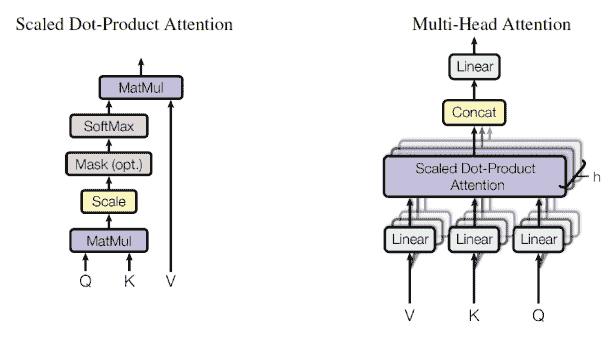 Scaled Dot-Product Attention
MatMul
SoftMax
Mask (opt.)
Scale
MatMul
Q K V
Multi-Head Attention
Linear
Concat
Scaled Dot-Product
Attention
h
Linear Linear Linear
V K Q